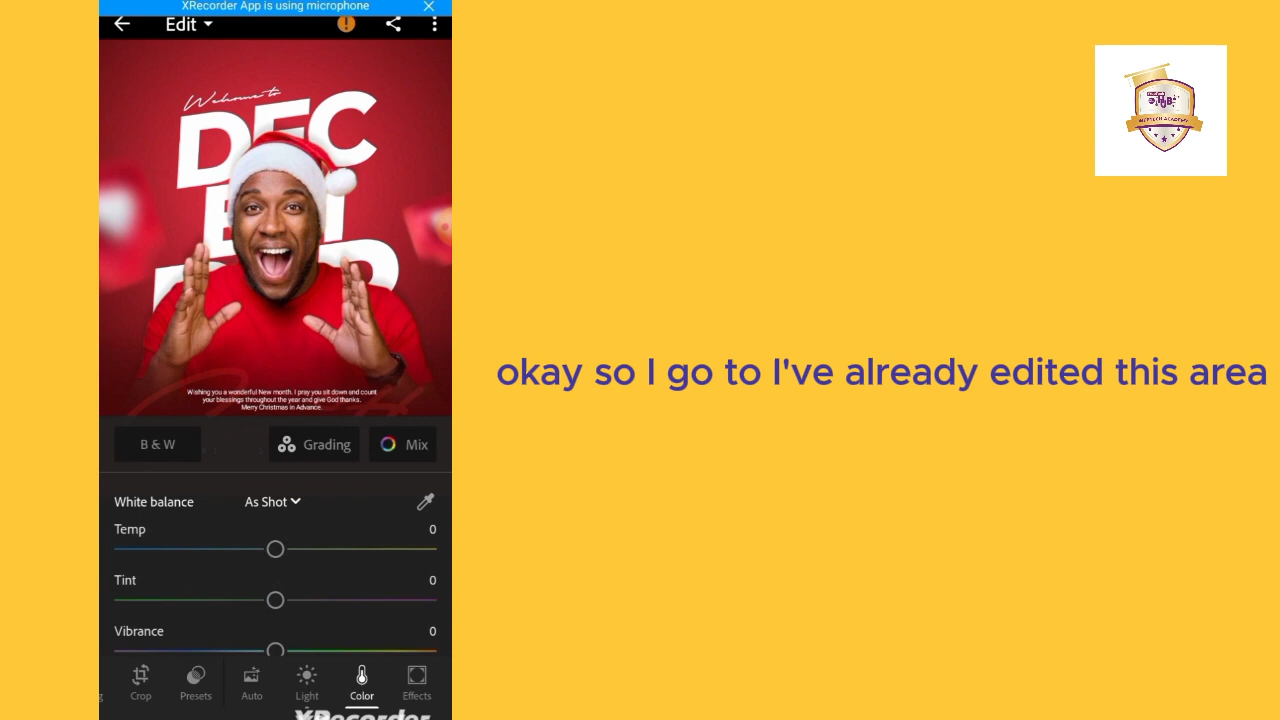 XRecorder App is using microphone
Edit
Welcome to
DEC
Wishing you a wonderful New month. I pray you sit down and count
your blessings throughout the year and give God thanks.
Merry Christmas in Advance.
B & W
Grading
Mix
White balance
As Shot
Temp
0
Tint
0
Vibrance
0
Crop
Presets
Auto
Light
Color
Effects
XRecorder
okay so I go to I've already edited this area